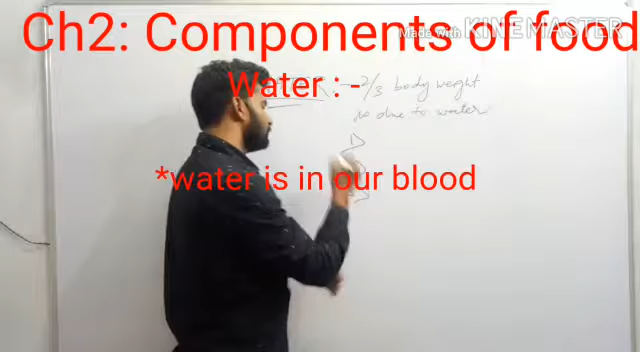 Ch2: Components of food
Made with KINEMASTER
Water : -
- 2/3 body weight
is due to water
*water is in our blood